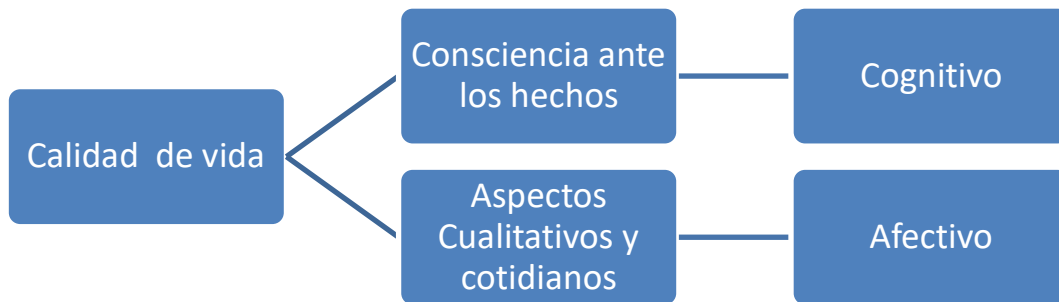 Calidad de vida
Consciencia ante
los hechos
Cognitivo
Aspectos
Cualitativos y
cotidianos
Afectivo